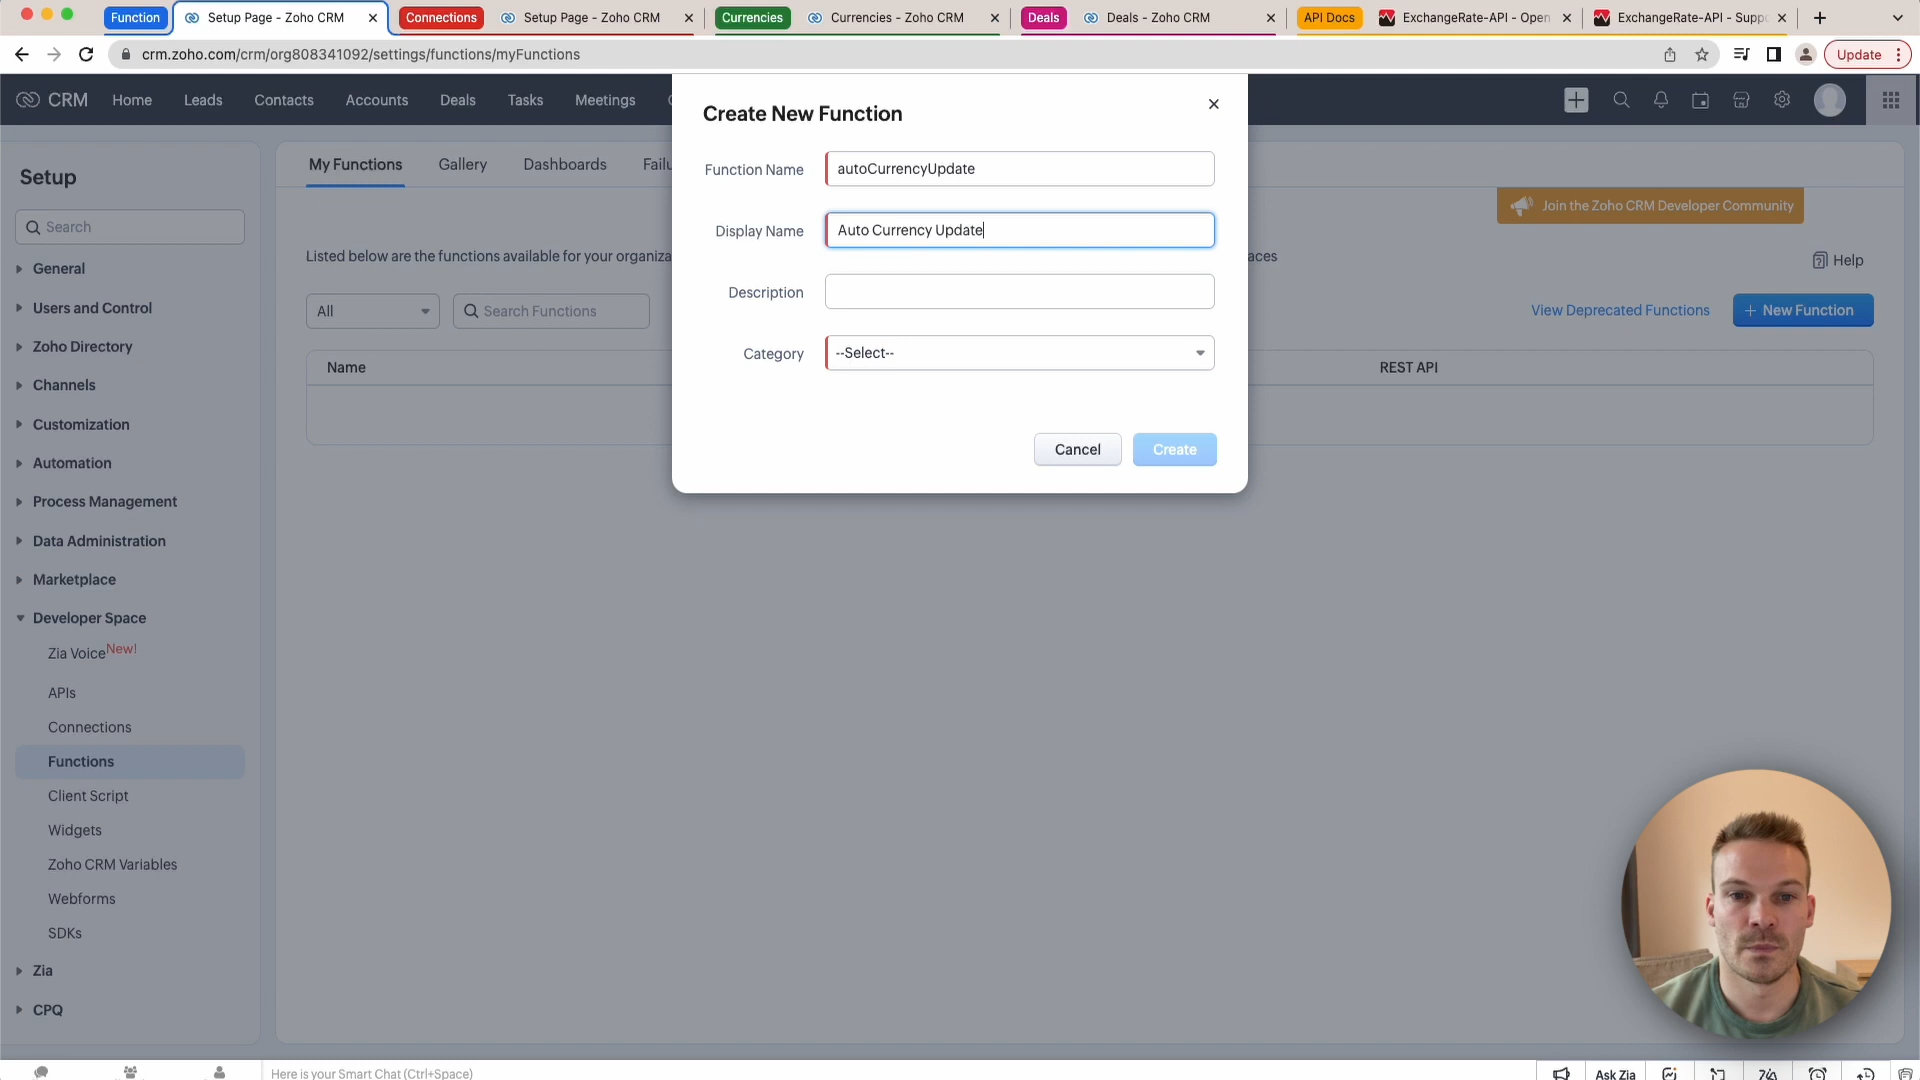 Function
Setup Page - Zoho CRM
Connections
Setup Page - Zoho CRM
Currencies
Currencies - Zoho CRM
Deals
Deals - Zoho CRM
API Docs
ExchangeRate-API - Open
ExchangeRate-API - Supp
crm.zoho.com/crm/org808341092/settings/functions/myFunctions
Update
CRM
Home
Leads
Contacts
Accounts
Deals
Tasks
Meetings
Create New Function
Function Name
autoCurrencyUpdate
Display Name
Auto Currency Update
Description
Category
--Select--
Cancel
Create
Setup
Search
General
Users and Control
Zoho Directory
Channels
Customization
Automation
Process Management
Data Administration
Marketplace
Developer Space
Zia Voice New!
APIs
Connections
Functions
Client Script
Widgets
Zoho CRM Variables
Webforms
SDKs
Zia
CPQ
My Functions
Gallery
Dashboards
Failu
Join the Zoho CRM Developer Community
Listed below are the functions available for your organiza
aces
Help
All
Search Functions
View Deprecated Functions
+ New Function
Name
REST API
Here is your Smart Chat (Ctrl+Space)
Ask Zia